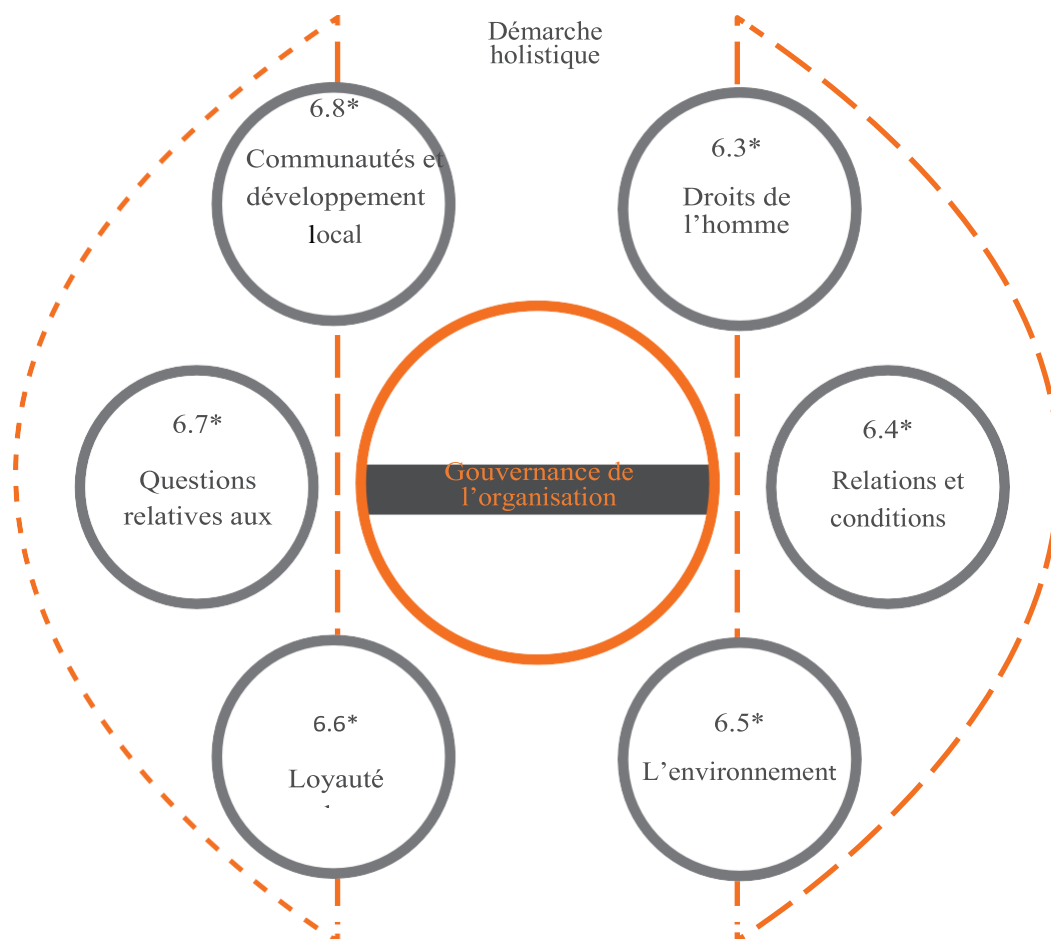 Démarche
holistique
6.8*
Communautés et
développement
local
6.3*
Droits de
l’homme
6.7*
Questions
relatives aux
Gouvernance de
l’organisation
6.4*
Relations et
conditions
6.6*
Loyauté
6.5*
L’environnement